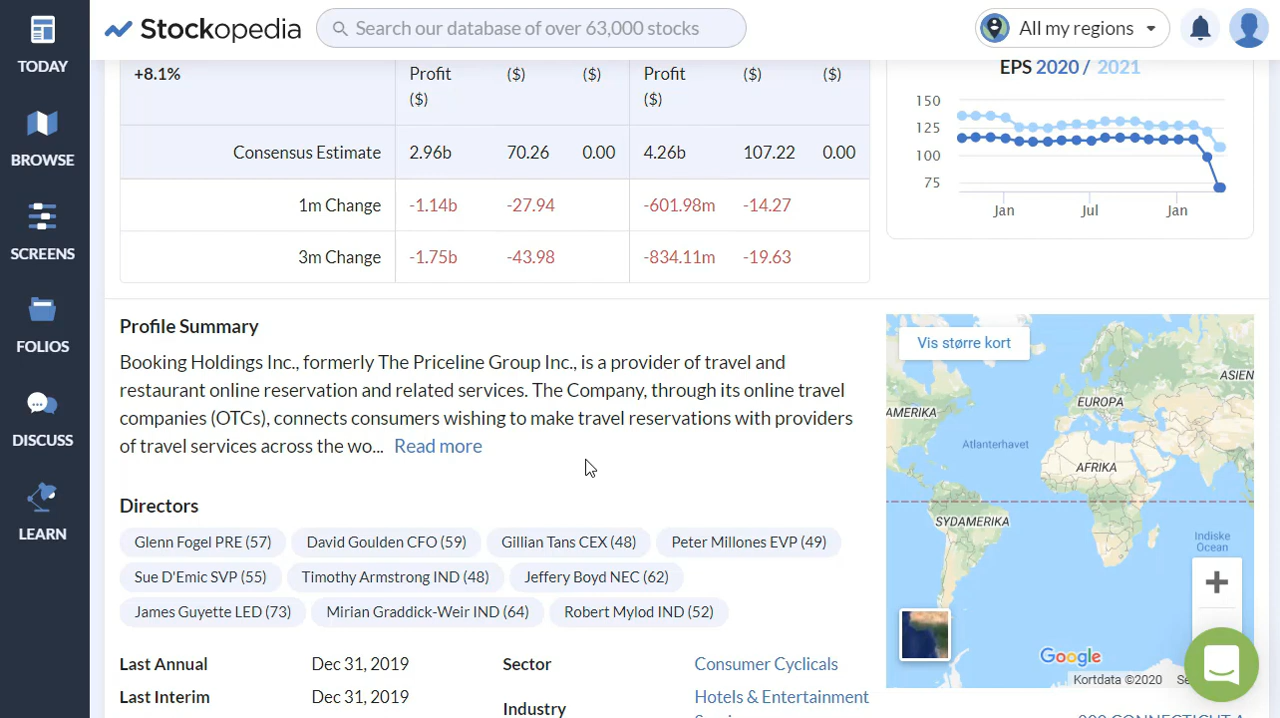 TODAY
BROWSE
SCREENS
FOLIOS
DISCUSS
LEARN
Stockopedia
Search our database of over 63,000 stocks
All my regions
+8.1%
Profit ($) ($) ($) Profit ($) ($) ($)
Consensus Estimate 2.96b 70.26 0.00 4.26b 107.22 0.00
1m Change -1.14b -27.94 -601.98m -14.27
3m Change -1.75b -43.98 -834.11m -19.63
EPS 2020 / 2021
150
125
100
75
Jan Jul Jan
Profile Summary
Booking Holdings Inc., formerly The Priceline Group Inc., is a provider of travel and
restaurant online reservation and related services. The Company, through its online travel
companies (OTCs), connects consumers wishing to make travel reservations with providers
of travel services across the wo... Read more
Directors
Glenn Fogel PRE (57) David Goulden CFO (59) Gillian Tans CEX (48) Peter Millones EVP (49)
Sue D'Emic SVP (55) Timothy Armstrong IND (48) Jeffery Boyd NEC (62)
James Guyette LED (73) Mirian Graddick-Weir IND (64) Robert Mylod IND (52)
Last Annual Dec 31, 2019 Sector Consumer Cyclicals
Last Interim Dec 31, 2019 Industry Hotels & Entertainment
Vis større kort
ASIEN
EUROPA
AMERIKA
Atlanterhavet
AFRIKA
SYDAMERIKA
Indiske
Ocean
+
Google
Kortdata ©2020